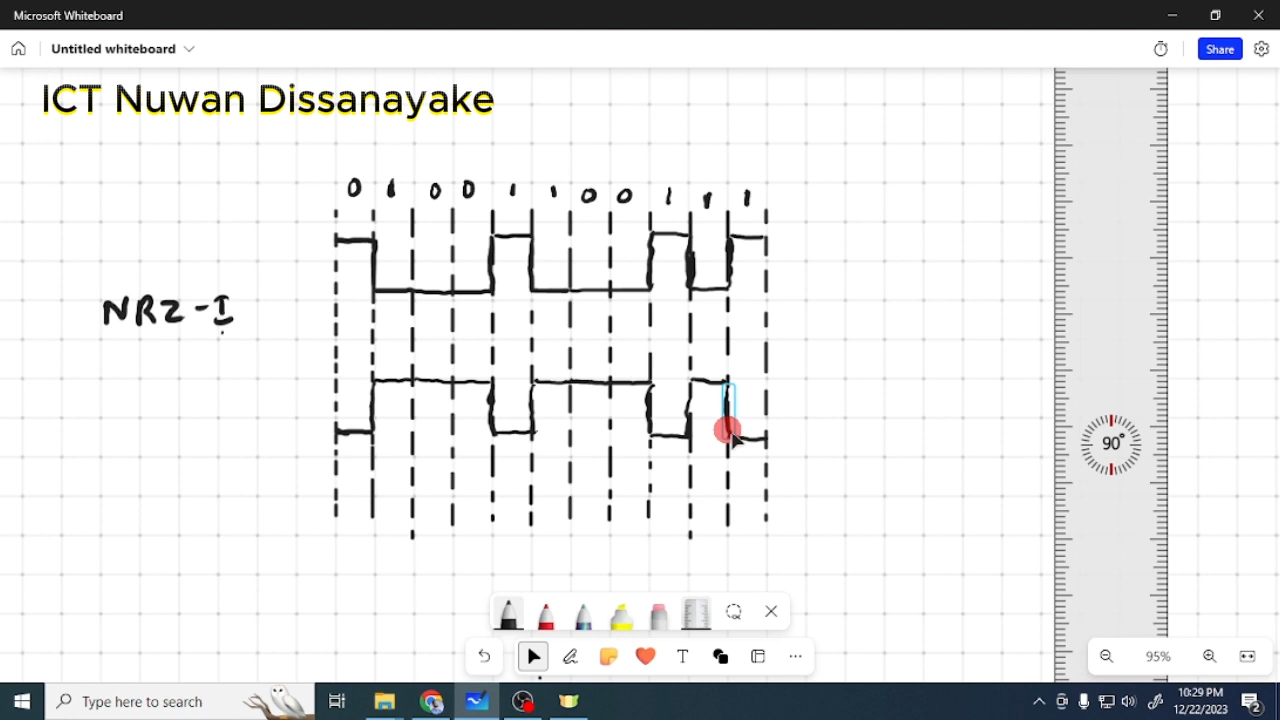 Microsoft Whiteboard
Untitled whiteboard
Share
ICT Nuwan Dissanayake
0 1 0 0 1 1 0 0 1 1 1
NRZ-I
90°
95%
Type here to search
10:29 PM
12/22/2023
2